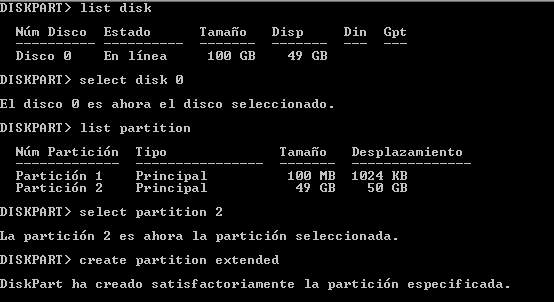 DISKPART> list disk
Núm Disco  Estado      Tamaño   Disp     Din  Gpt
---------- ---------- ------- ------- --- ---
Disco 0    En línea     100 GB    49 GB
DISKPART> select disk 0
El disco 0 es ahora el disco seleccionado.
DISKPART> list partition
Núm Partición  Tipo              Tamaño   Desplazamiento
------------- ---------------- ------- ---------------
Partición 1    Principal          100 MB  1024 KB
Partición 2    Principal           49 GB    50 GB
DISKPART> select partition 2
La partición 2 es ahora la partición seleccionada.
DISKPART> create partition extended
DiskPart ha creado satisfactoriamente la partición especificada.